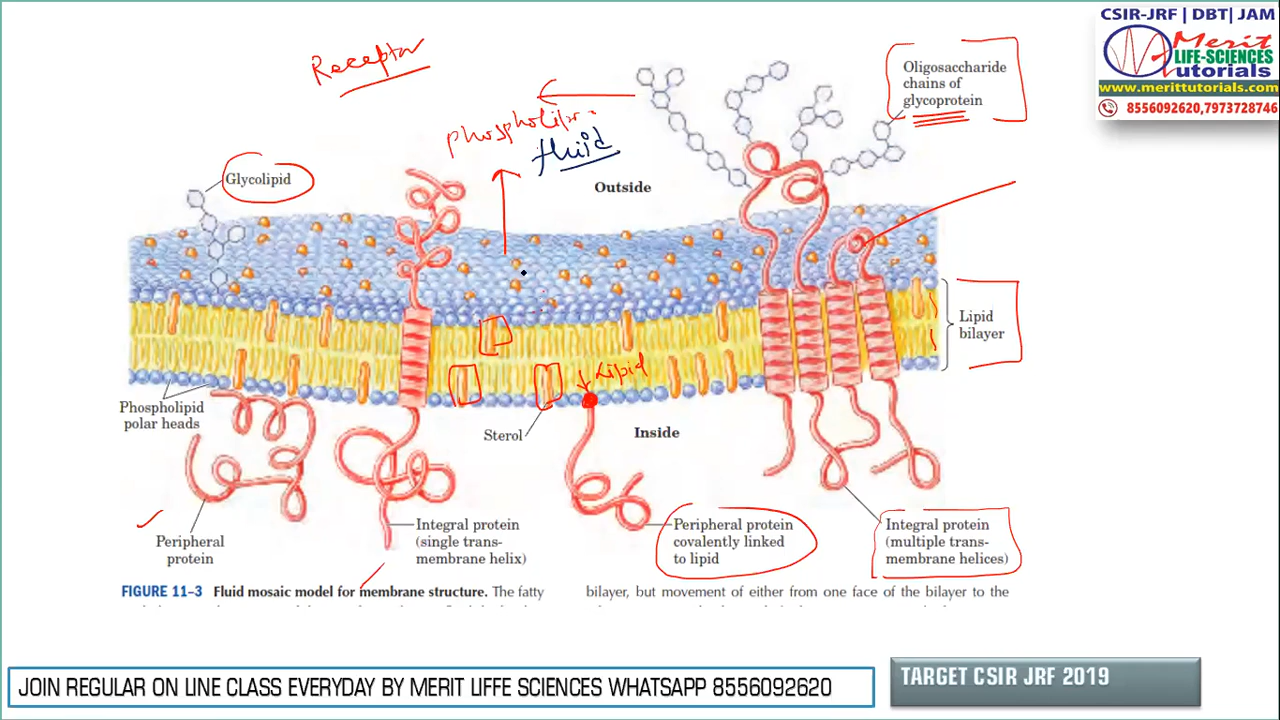 CSIR-JRF | DBT| JAM
Merit
LIFE-SCIENCES
utorials
www.merittutorials.com
8556092620,7973728746
Receptor
Oligosaccharide
chains of
glycoprotein
fluid
Glycolipid
Outside
Lipid
bilayer
Lipid
Phospholipid
polar heads
Sterol
Inside
Peripheral
protein
Integral protein
(single trans-
membrane helix)
Peripheral protein
covalently linked
to lipid
Integral protein
(multiple trans-
membrane helices)
FIGURE 11–3 Fluid mosaic model for membrane structure. The fatty
bilayer, but movement of either from one face of the bilayer to the
JOIN REGULAR ON LINE CLASS EVERYDAY BY MERIT LIFFE SCIENCES WHATSAPP 8556092620
TARGET CSIR JRF 2019